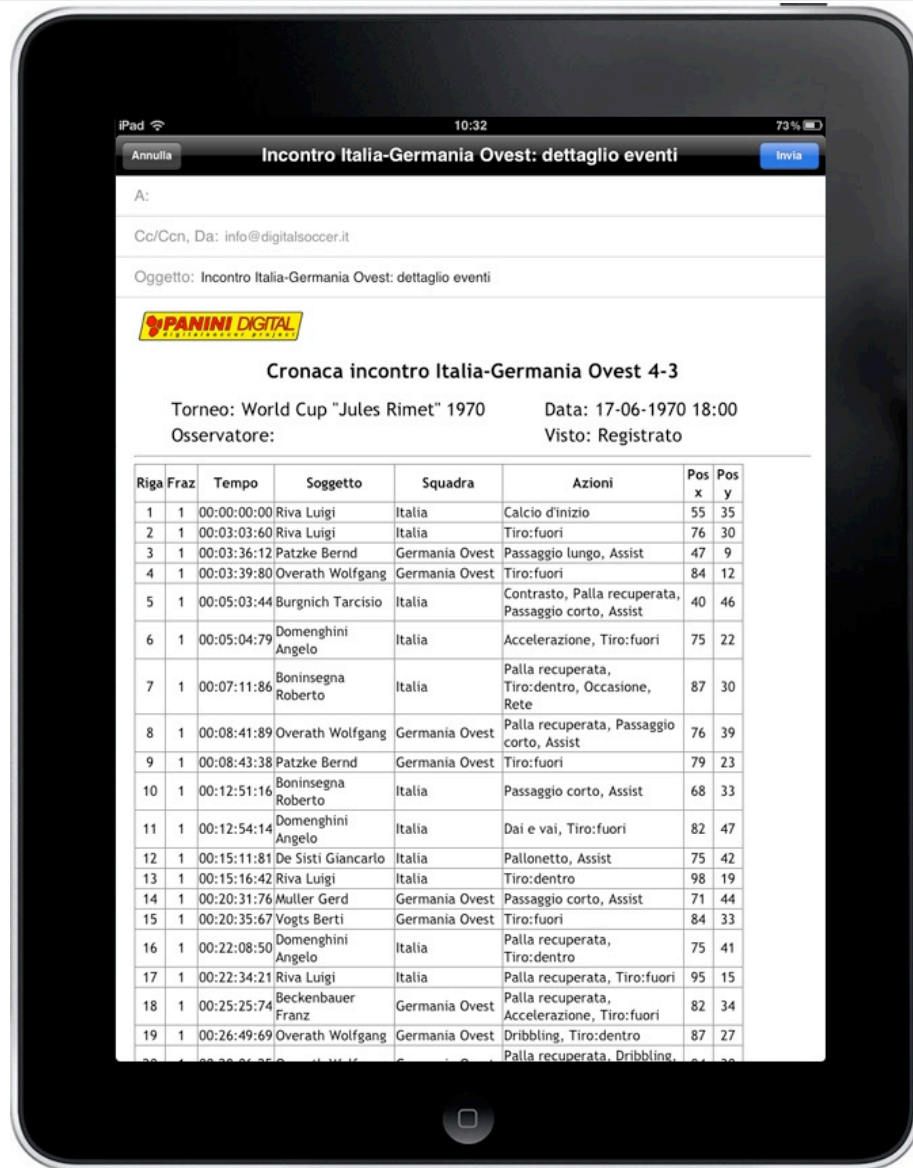 iPad 10:32 73%
Annulla Incontro Italia-Germania Ovest: dettaglio eventi Invia
A:
Cc/Ccn, Da: info@digitalsoccer.it
Oggetto: Incontro Italia-Germania Ovest: dettaglio eventi
PANINI DIGITAL
digitalsoccer project
Cronaca incontro Italia-Germania Ovest 4-3
Torneo: World Cup "Jules Rimet" 1970 Data: 17-06-1970 18:00
Osservatore: Visto: Registrato
Riga Fraz Tempo Soggetto Squadra Azioni Pos x Pos y
1 1 00:00:00:00 Riva Luigi Italia Calcio d'inizio 55 35
2 1 00:03:03:60 Riva Luigi Italia Tiro:fuori 76 30
3 1 00:03:36:12 Patzke Bernd Germania Ovest Passaggio lungo, Assist 47 9
4 1 00:03:39:80 Overath Wolfgang Germania Ovest Tiro:fuori 84 12
5 1 00:05:03:44 Burgnich Tarcisio Italia Contrasto, Palla recuperata, Passaggio corto, Assist 40 46
6 1 00:05:04:79 Domenghini Angelo Italia Accelerazione, Tiro:fuori 75 22
7 1 00:07:11:86 Boninsegna Roberto Italia Palla recuperata, Tiro:dentro, Occasione, Rete 87 30
8 1 00:08:41:89 Overath Wolfgang Germania Ovest Palla recuperata, Passaggio corto, Assist 76 39
9 1 00:08:43:38 Patzke Bernd Germania Ovest Tiro:fuori 79 23
10 1 00:12:51:16 Boninsegna Roberto Italia Passaggio corto, Assist 68 33
11 1 00:12:54:14 Domenghini Angelo Italia Dai e vai, Tiro:fuori 82 47
12 1 00:15:11:81 De Sisti Giancarlo Italia Pallonetto, Assist 75 42
13 1 00:15:16:42 Riva Luigi Italia Tiro:dentro 98 19
14 1 00:20:31:76 Muller Gerd Germania Ovest Passaggio corto, Assist 71 44
15 1 00:20:35:67 Vogts Berti Germania Ovest Tiro:fuori 84 33
16 1 00:22:08:50 Domenghini Angelo Italia Palla recuperata, Tiro:dentro 75 41
17 1 00:22:34:21 Riva Luigi Italia Palla recuperata, Tiro:fuori 95 15
18 1 00:25:25:74 Beckenbauer Franz Germania Ovest Palla recuperata, Accelerazione, Tiro:fuori 82 34
19 1 00:26:49:69 Overath Wolfgang Germania Ovest Dribbling, Tiro:dentro 87 27
Palla recuperata, Dribbling,